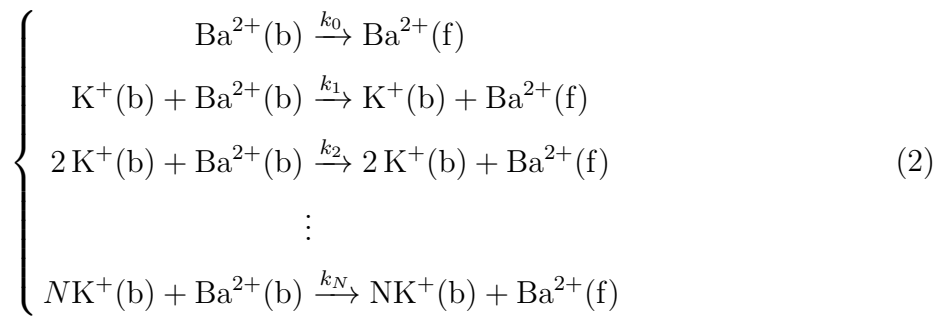 Ba²⁺(b) —k₀→ Ba²⁺(f)
K⁺(b) + Ba²⁺(b) —k₁→ K⁺(b) + Ba²⁺(f)
2 K⁺(b) + Ba²⁺(b) —k₂→ 2 K⁺(b) + Ba²⁺(f) (2)
⋮
NK⁺(b) + Ba²⁺(b) —k_N→ NK⁺(b) + Ba²⁺(f)